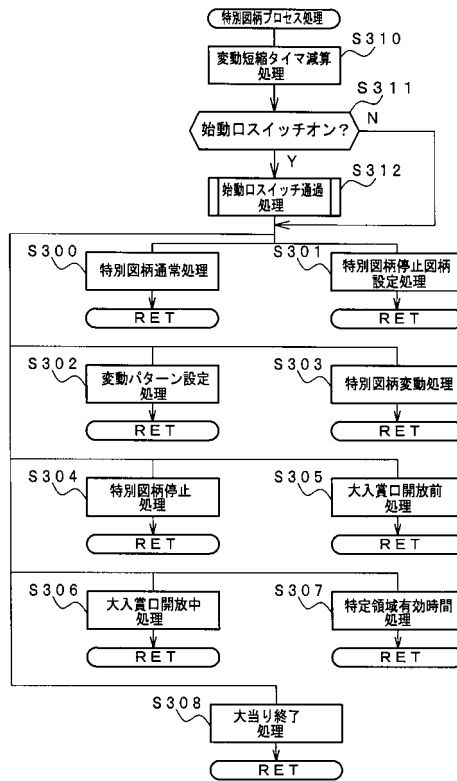 特別図柄プロセス処理
S310
変動短縮タイマ減算
処理
S311
始動口スイッチオン?
N
Y
S312
始動口スイッチ通過
処理
S300
特別図柄通常処理
RET
S301
特別図柄停止図柄
設定処理
RET
S302
変動パターン設定
処理
RET
S303
特別図柄変動処理
RET
S304
特別図柄停止
処理
RET
S305
大入賞口開放前
処理
RET
S306
大入賞口開放中
処理
RET
S307
特定領域有効時間
処理
RET
S308
大当り終了
処理
RET